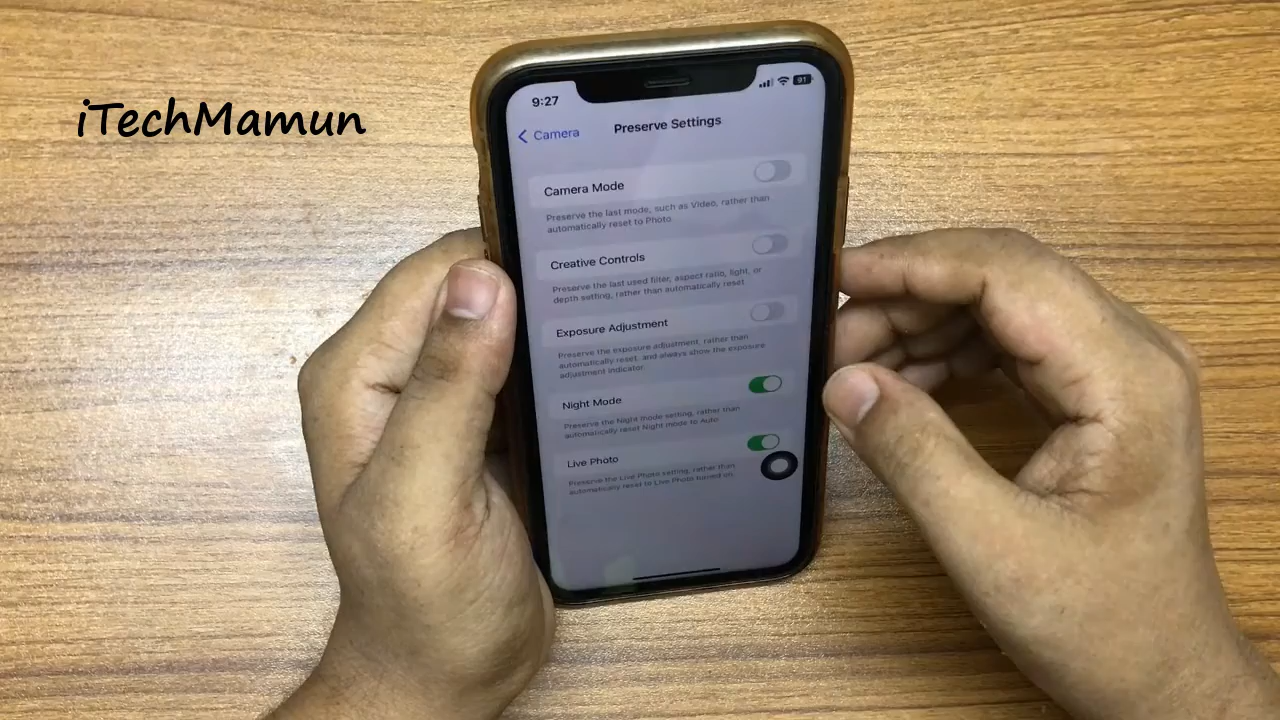 iTechMamun
9:27
91
Camera
Preserve Settings
Camera Mode
Preserve the last mode, such as Video, rather than
automatically reset to Photo.
Creative Controls
Preserve the last used filter, aspect ratio, light, or
depth setting, rather than automatically reset.
Exposure Adjustment
Preserve the exposure adjustment, rather than
automatically reset, and always show the exposure
adjustment indicator.
Night Mode
Preserve the Night mode setting, rather than
automatically reset Night mode to Auto.
Live Photo
Preserve the Live Photo setting, rather than
automatically reset to Live Photo turned on.